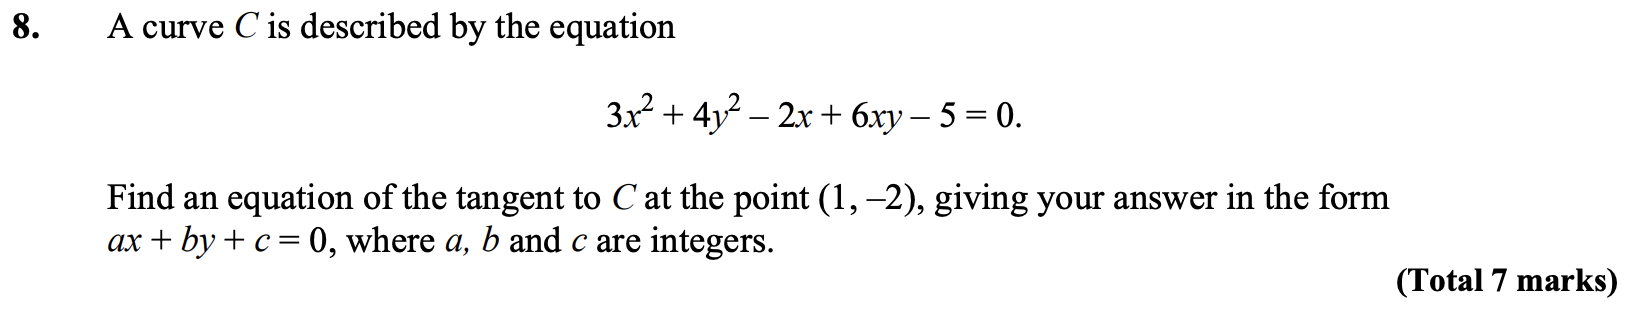 8. A curve C is described by the equation
3x² + 4y² – 2x + 6xy – 5 = 0.
Find an equation of the tangent to C at the point (1, –2), giving your answer in the form
ax + by + c = 0, where a, b and c are integers.
(Total 7 marks)